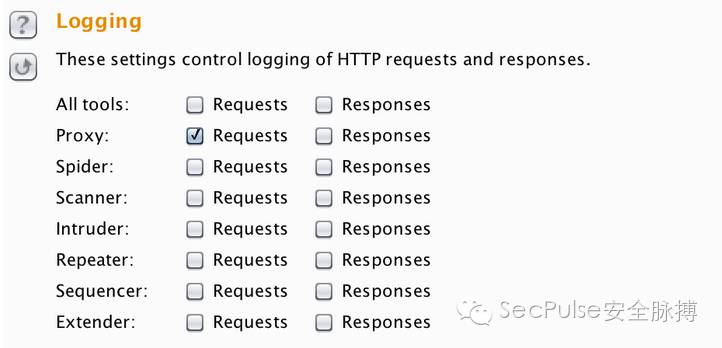 Logging
These settings control logging of HTTP requests and responses.
All tools: Requests Responses
Proxy: Requests Responses
Spider: Requests Responses
Scanner: Requests Responses
Intruder: Requests Responses
Repeater: Requests Responses
Sequencer: Requests Responses
Extender: Requests Responses
SecPulse安全脉搏